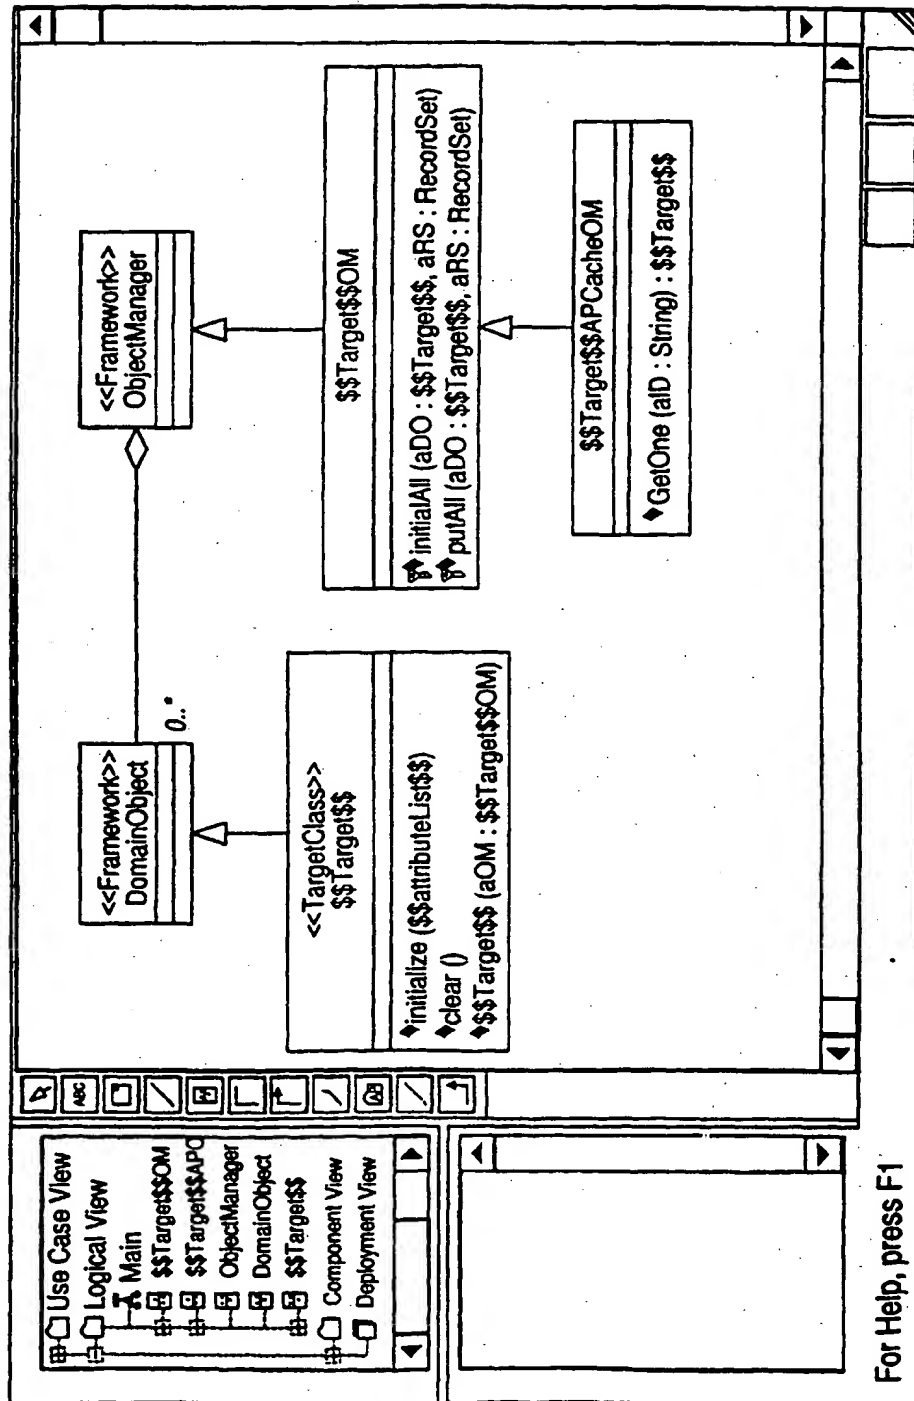 Use Case View
Logical View
Main
$$Target$$OM
$$Target$$APC
ObjectManager
DomainObject
$$Target$$
Component View
Deployment View
ABC
<<Framework>>
DomainObject
0..*
<<Framework>>
ObjectManager
<<TargetClass>>
$$Target$$
initialize ($$attributeList$$)
clear ()
$$Target$$ (aOM : $$Target$$OM)
$$Target$$OM
initialAll (aDO : $$Target$$, aRS : RecordSet)
putAll (aDO : $$Target$$, aRS : RecordSet)
$$Target$$APCacheOM
GetOne (aID : String) : $$Target$$
For Help, press F1